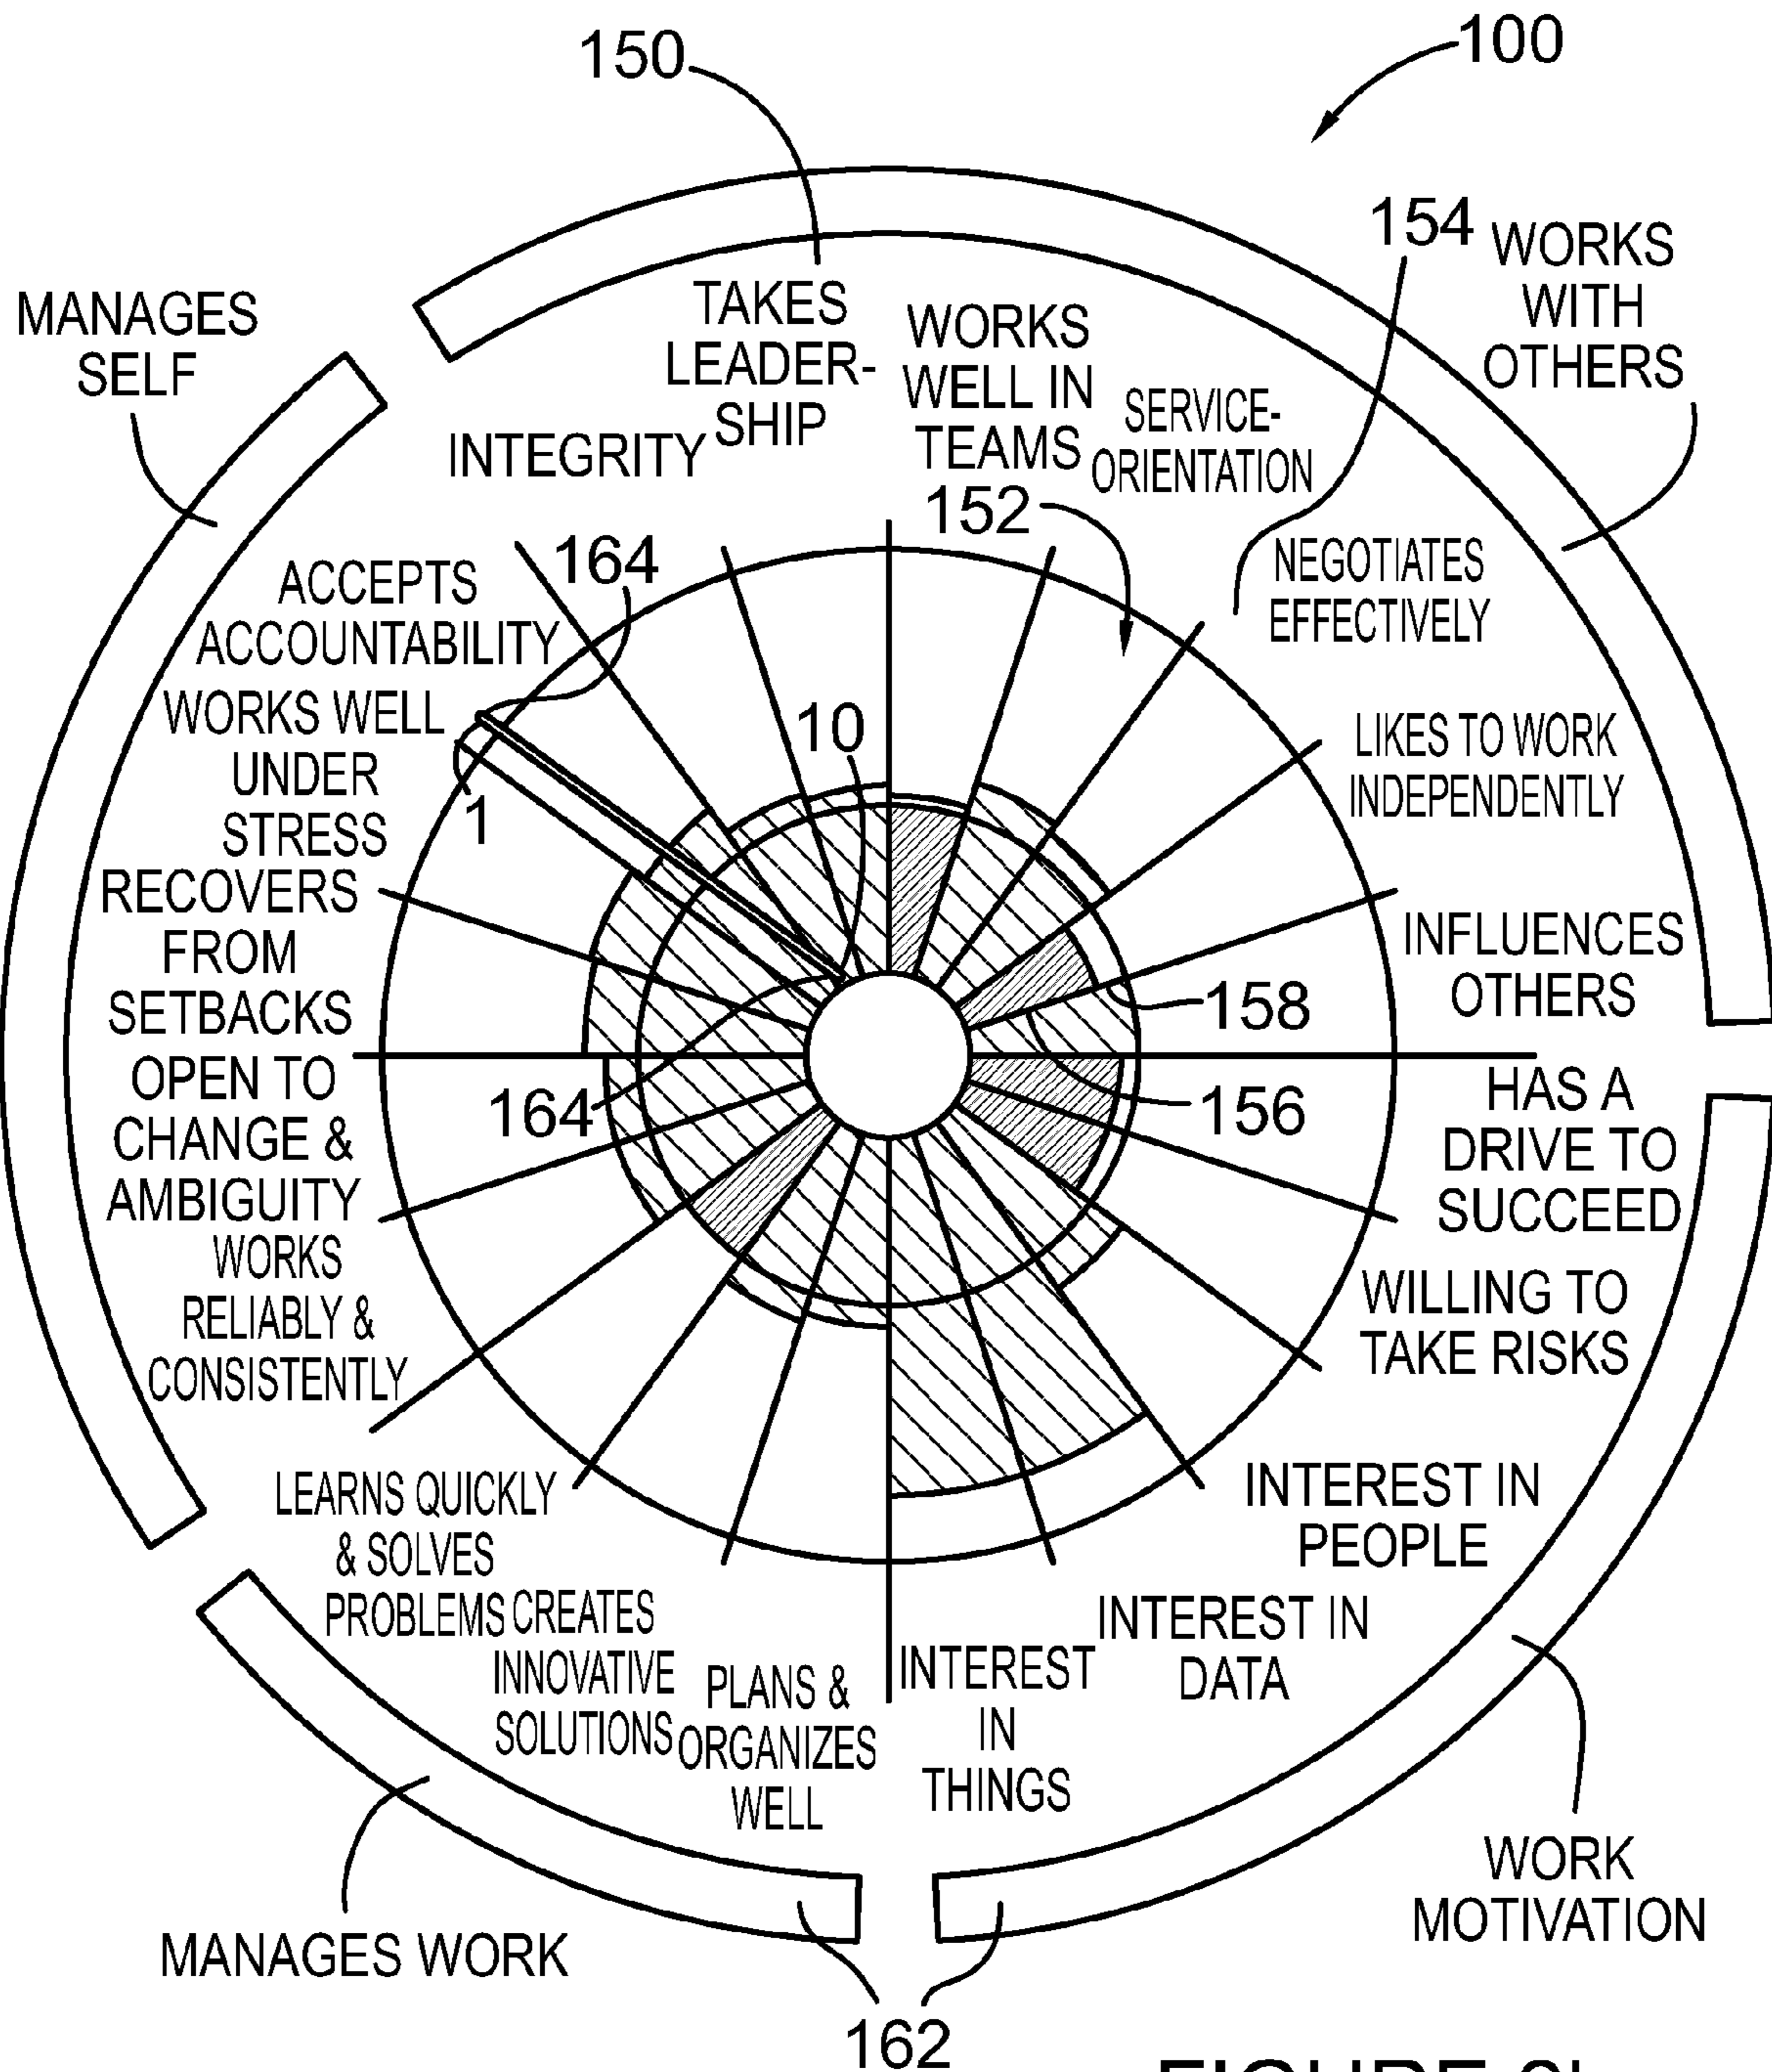 150
100
154
WORKS
WITH
OTHERS
MANAGES
SELF
TAKES
LEADER-
SHIP
WORKS
WELL IN
TEAMS
SERVICE-
ORIENTATION
INTEGRITY
152
164
NEGOTIATES
EFFECTIVELY
ACCEPTS
ACCOUNTABILITY
WORKS WELL
UNDER
STRESS
1
10
LIKES TO WORK
INDEPENDENTLY
RECOVERS
FROM
SETBACKS
INFLUENCES
OTHERS
158
164
156
OPEN TO
CHANGE &
AMBIGUITY
HAS A
DRIVE TO
SUCCEED
WORKS
RELIABLY &
CONSISTENTLY
WILLING TO
TAKE RISKS
LEARNS QUICKLY
& SOLVES
PROBLEMS
INTEREST IN
PEOPLE
CREATES
INNOVATIVE
SOLUTIONS
INTEREST IN
DATA
PLANS &
ORGANIZES
WELL
INTEREST
IN
THINGS
MANAGES WORK
WORK
MOTIVATION
162